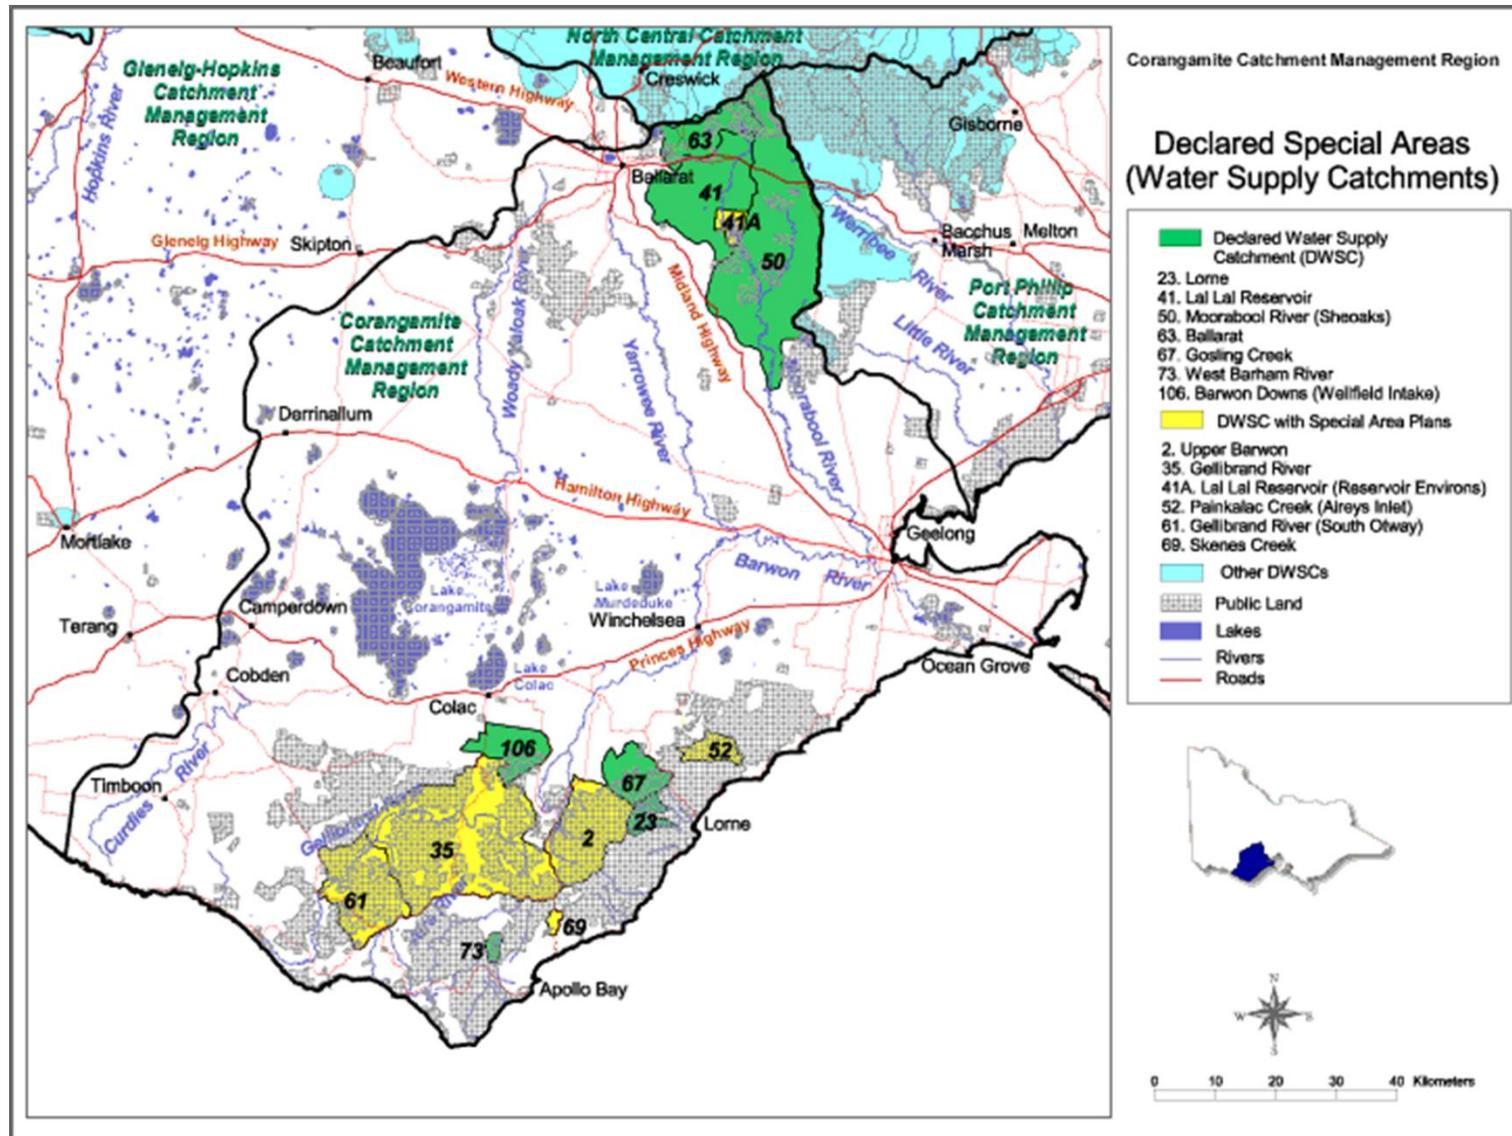 Corangamite Catchment Management Region
Declared Special Areas
(Water Supply Catchments)
Declared Water Supply
Catchment (DWSC)
23. Lorne
41. Lal Lal Reservoir
50. Moorabool River (Sheoaks)
63. Ballarat
67. Gosling Creek
73. West Barham River
106. Barwon Downs (Wellfield Intake)
DWSC with Special Area Plans
2. Upper Barwon
35. Gellibrand River
41A. Lal Lal Reservoir (Reservoir Environs)
52. Painkalac Creek (Aireys Inlet)
61. Gellibrand River (South Otway)
69. Skenes Creek
Other DWSCs
Public Land
Lakes
Rivers
Roads
N
W
S
0 10 20 30 40 Kilometers
North Central Catchment
Management Region
Glenelg-Hopkins
Catchment
Management
Region
Beaufort
Western Highway
Creswick
Gisborne
Hopkins River
63
Ballarat
41
41A
50
Werribee River
Bacchus
Marsh
Melton
Glenelg Highway
Skipton
Woady Yaloak River
Midland Highway
Port Phillip
Catchment
Management
Region
Little River
Corangamite
Catchment
Management
Region
Yarrowee River
River
Derrinallum
Hamilton Highway
Mortlake
Geelong
Barwon River
Lake
Corangamite
Lake
Murdeduke
Camperdown
Terang
Winchelsea
Princes Highway
Ocean Grove
Cobden
Lake
Colac
Colac
106
52
67
Timboon
Curdies River
23
Lorne
2
35
61
69
73
Apollo Bay